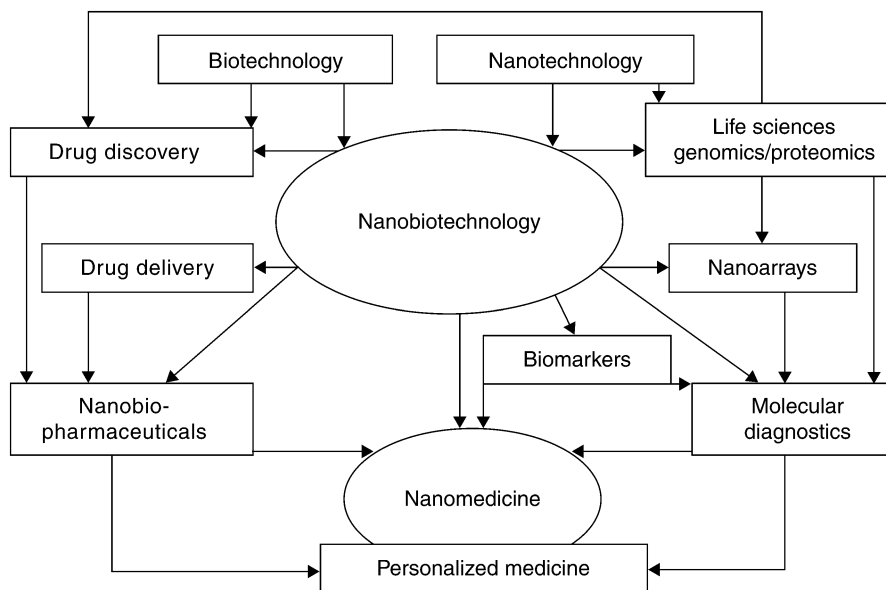 Biotechnology
Nanotechnology
Drug discovery
Life sciences
genomics/proteomics
Nanobiotechnology
Drug delivery
Nanoarrays
Biomarkers
Nanobio-
pharmaceuticals
Molecular
diagnostics
Nanomedicine
Personalized medicine